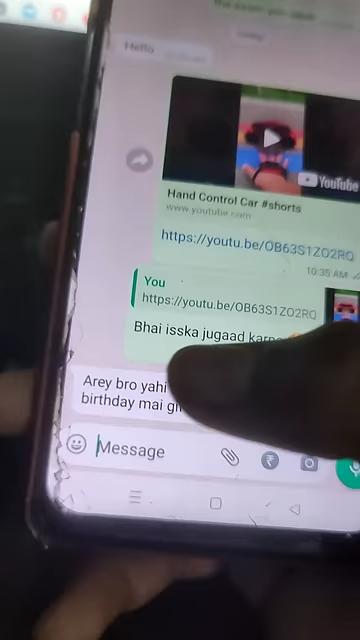 Hello
YouTube
Hand Control Car #shorts
www.youtube.com
https://youtu.be/OB63S1ZO2RQ
10:35 AM
You
https://youtu.be/OB63S1ZO2RQ
Bhai isska jugaad
Arey bro yahi
birthday mai
Message